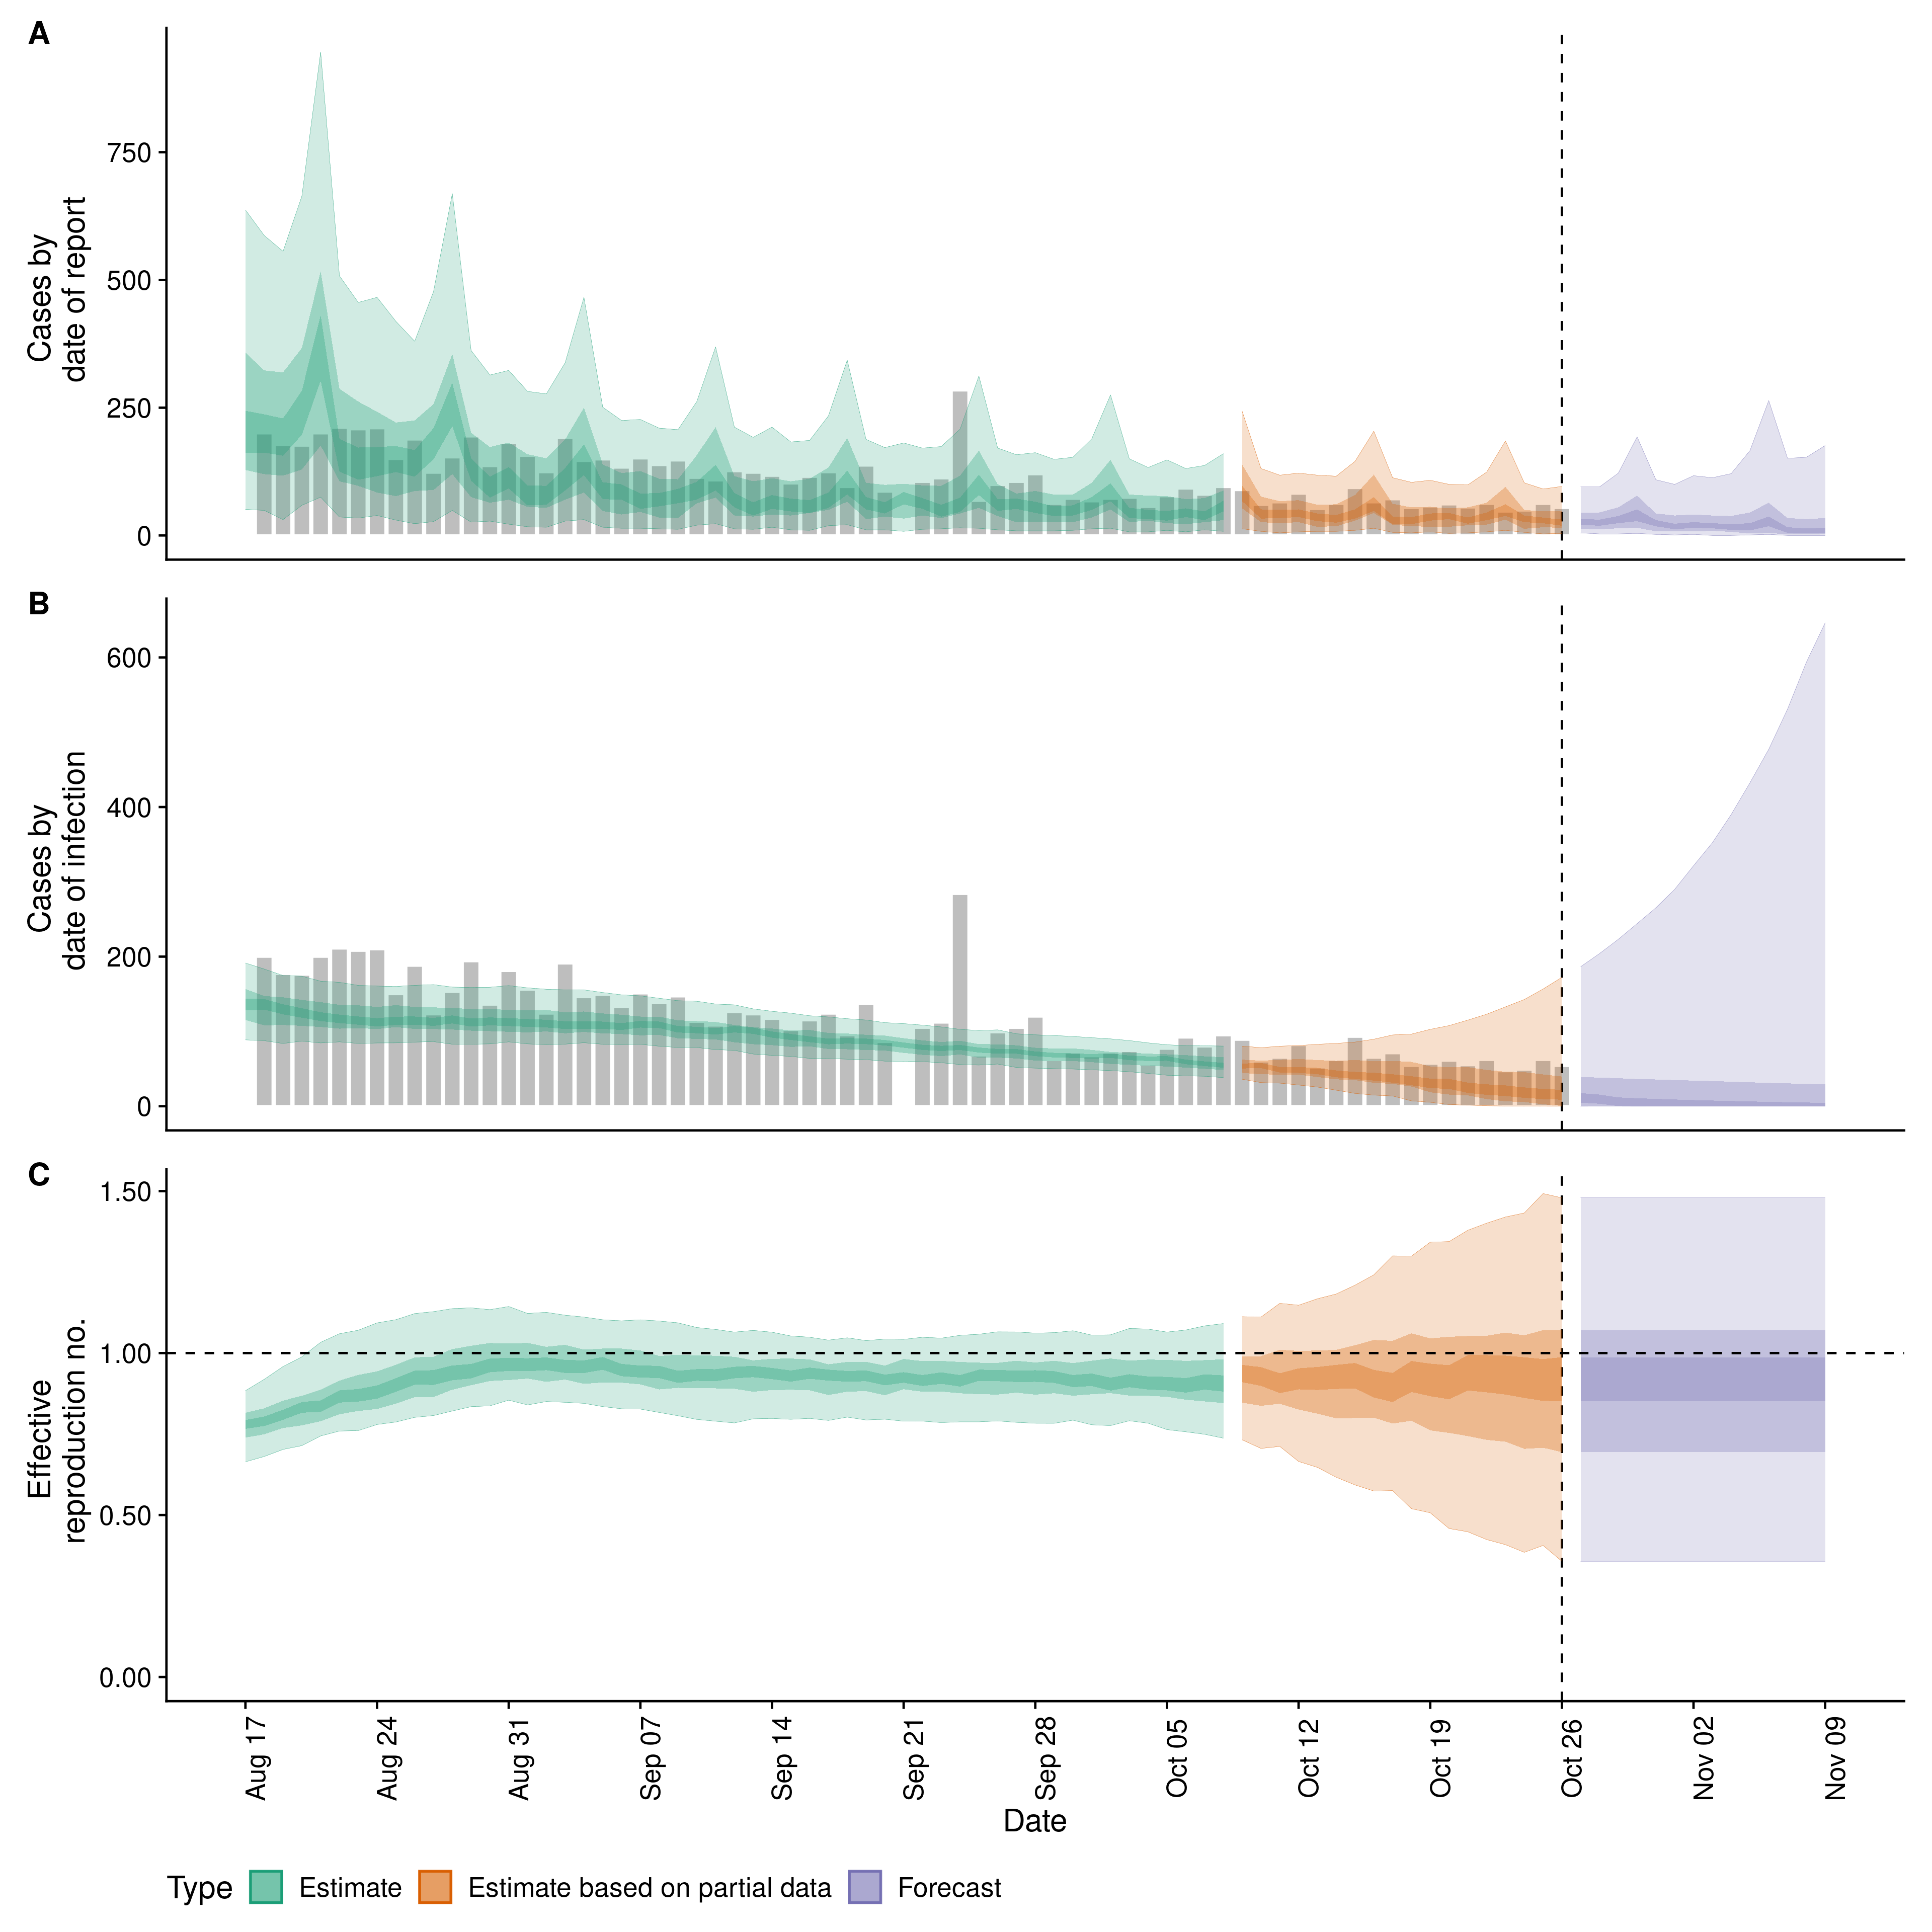 A
Cases by
date of report
750
500
250
0
B
Cases by
date of infection
600
400
200
0
C
Effective
reproduction no.
1.50
1.00
0.50
0.00
Aug 17
Aug 24
Aug 31
Sep 07
Sep 14
Sep 21
Sep 28
Oct 05
Oct 12
Oct 19
Oct 26
Nov 02
Nov 09
Date
Type Estimate Estimate based on partial data Forecast